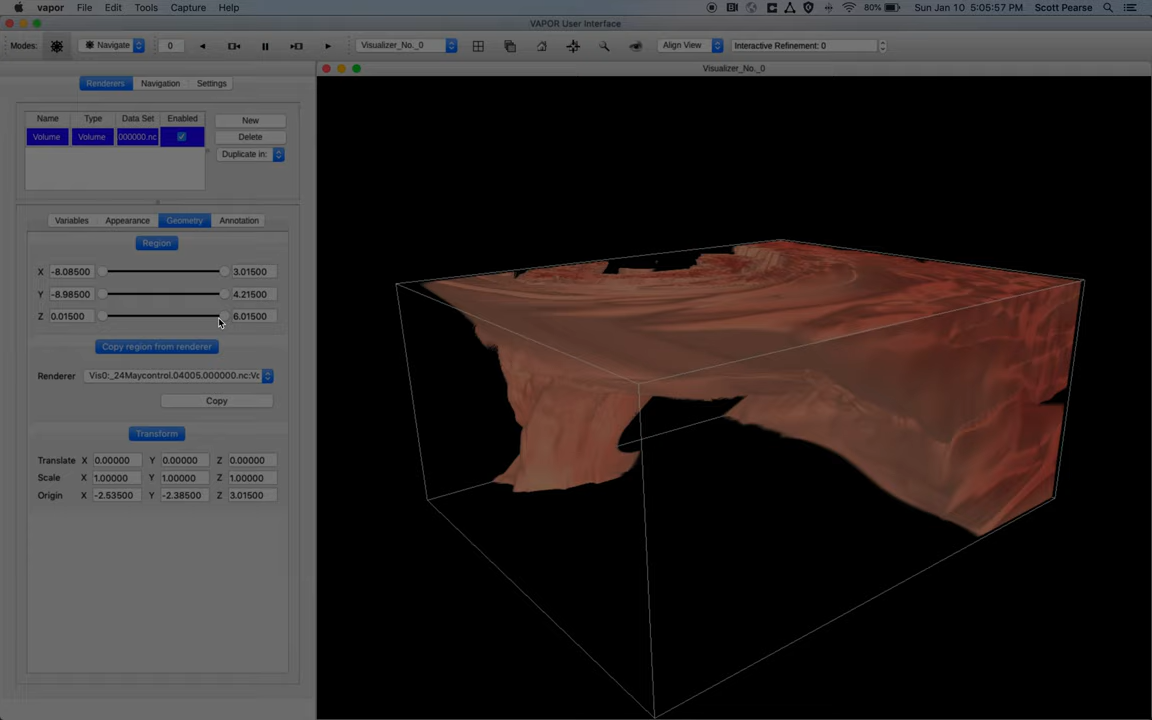 vapor File Edit Tools Capture Help 80% Sun Jan 10 5:05:57 PM Scott Pearse
VAPOR User Interface
Modes: Navigate 0 Visualizer_No._0 Align View Interactive Refinement: 0
Visualizer_No._0
Renderers Navigation Settings
Name Type Data Set Enabled New
Volume Volume 000000.nc Delete
Duplicate in:
Variables Appearance Geometry Annotation
Region
X -8.08500 3.01500
Y -8.98500 4.21500
Z 0.01500 6.01500
Copy region from renderer
Renderer Vis0:_24Maycontrol.04005.000000.nc:Vc
Copy
Transform
Translate X 0.00000 Y 0.00000 Z 0.00000
Scale X 1.00000 Y 1.00000 Z 1.00000
Origin X -2.53500 Y -2.38500 Z 3.01500